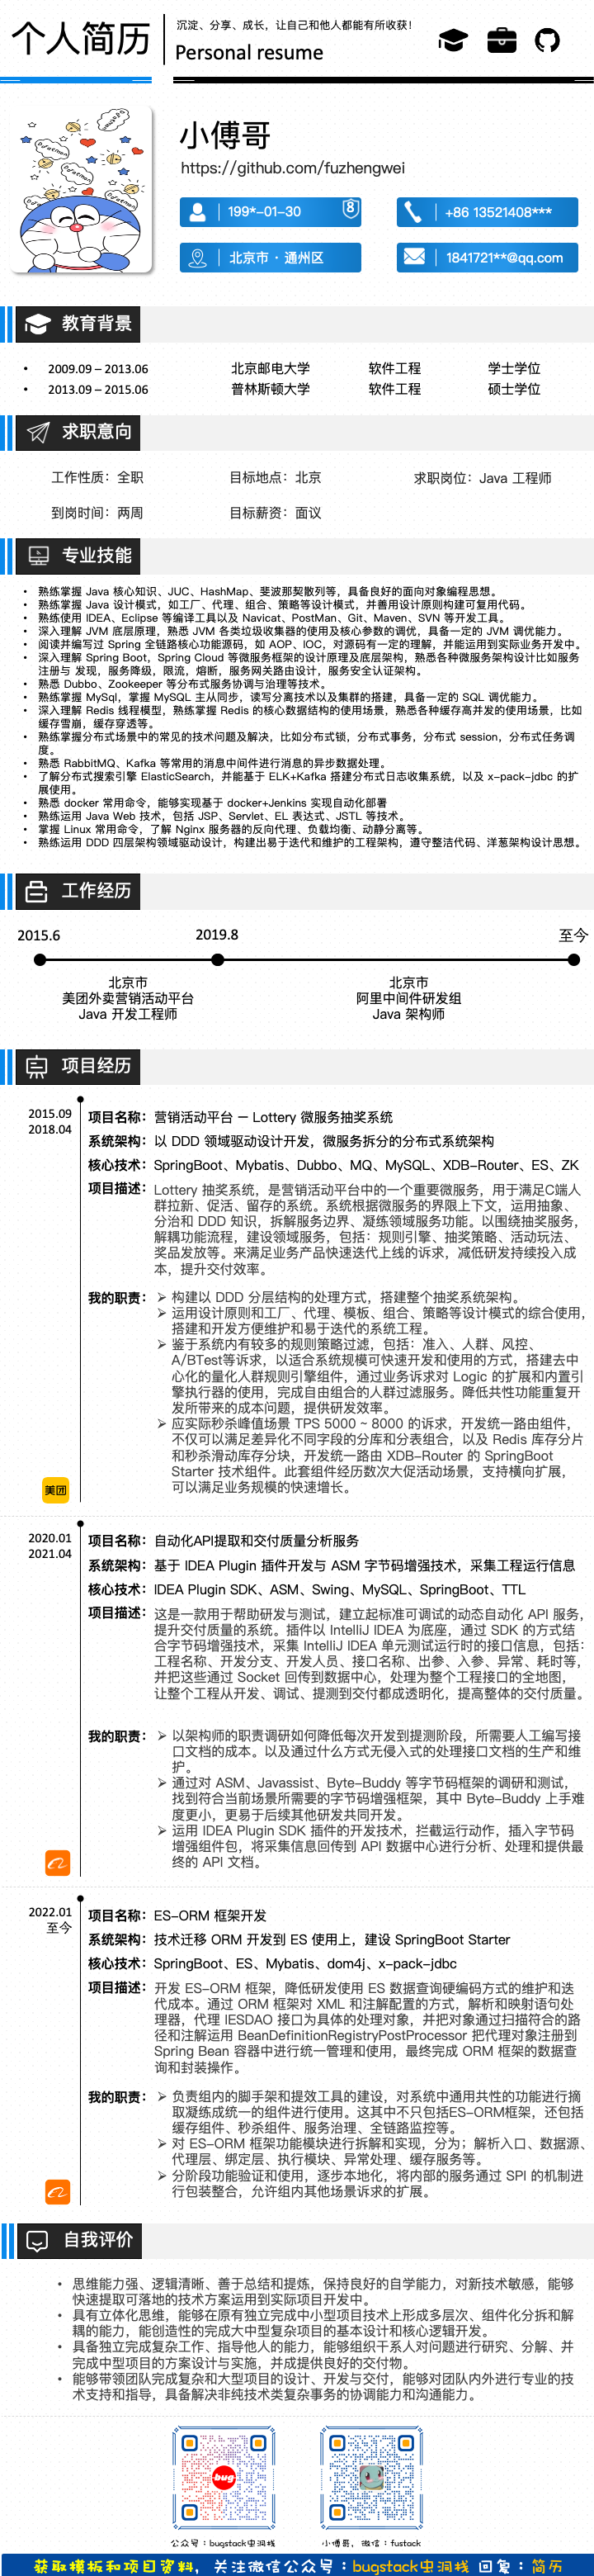 个人简历
沉淀、分享、成长，让自己和他人都能有所收获！
Personal resume
小傅哥
https://github.com/fuzhengwei
199*-01-30
+86 13521408***
北京市 · 通州区
1841721**@qq.com
教育背景
• 2009.09 – 2013.06 北京邮电大学 软件工程 学士学位
• 2013.09 – 2015.06 普林斯顿大学 软件工程 硕士学位
求职意向
工作性质：全职 目标地点：北京 求职岗位：Java 工程师
到岗时间：两周 目标薪资：面议
专业技能
• 熟练掌握 Java 核心知识、JUC、HashMap、斐波那契散列等，具备良好的面向对象编程思想。
• 熟练掌握 Java 设计模式，如工厂、代理、组合、策略等设计模式，并善用设计原则构建可复用代码。
• 熟练使用 IDEA、Eclipse 等编译工具以及 Navicat、PostMan、Git、Maven、SVN 等开发工具。
• 深入理解 JVM 底层原理，熟悉 JVM 各类垃圾收集器的使用及核心参数的调优，具备一定的 JVM 调优能力。
• 阅读并编写过 Spring 全链路核心功能源码，如 AOP、IOC，对源码有一定的理解，并能运用到实际业务开发中。
• 深入理解 Spring Boot，Spring Cloud 等微服务框架的设计原理及底层架构，熟悉各种微服务架构设计比如服务
注册与 发现，服务降级，限流，熔断，服务网关路由设计，服务安全认证架构。
• 熟悉 Dubbo、Zookeeper 等分布式服务协调与治理等技术。
• 熟练掌握 MySql，掌握 MySQL 主从同步，读写分离技术以及集群的搭建，具备一定的 SQL 调优能力。
• 深入理解 Redis 线程模型，熟练掌握 Redis 的核心数据结构的使用场景，熟悉各种缓存高并发的使用场景，比如
缓存雪崩，缓存穿透等。
• 熟练掌握分布式场景中的常见的技术问题及解决，比如分布式锁，分布式事务，分布式 session，分布式任务调
度。
• 熟悉 RabbitMQ、Kafka 等常用的消息中间件进行消息的异步数据处理。
• 了解分布式搜索引擎 ElasticSearch，并能基于 ELK+Kafka 搭建分布式日志收集系统，以及 x-pack-jdbc 的扩
展使用。
• 熟悉 docker 常用命令，能够实现基于 docker+Jenkins 实现自动化部署
• 熟练运用 Java Web 技术，包括 JSP、Servlet、EL 表达式、JSTL 等技术。
• 掌握 Linux 常用命令，了解 Nginx 服务器的反向代理、负载均衡、动静分离等。
• 熟练运用 DDD 四层架构领域驱动设计，构建出易于迭代和维护的工程架构，遵守整洁代码、洋葱架构设计思想。
工作经历
2015.6 2019.8 至今
北京市 北京市
美团外卖营销活动平台 阿里中间件研发组
Java 开发工程师 Java 架构师
项目经历
2015.09
2018.04
项目名称：营销活动平台 — Lottery 微服务抽奖系统
系统架构：以 DDD 领域驱动设计开发，微服务拆分的分布式系统架构
核心技术：SpringBoot、Mybatis、Dubbo、MQ、MySQL、XDB-Router、ES、ZK
项目描述：Lottery 抽奖系统，是营销活动平台中的一个重要微服务，用于满足C端人
群拉新、促活、留存的系统。系统根据微服务的界限上下文，运用抽象、
分治和 DDD 知识，拆解服务边界、凝练领域服务功能。以围绕抽奖服务，
解耦功能流程，建设领域服务，包括：规则引擎、抽奖策略、活动玩法、
奖品发放等。来满足业务产品快速迭代上线的诉求，减低研发持续投入成
本，提升交付效率。
我的职责：➢ 构建以 DDD 分层结构的处理方式，搭建整个抽奖系统架构。
➢ 运用设计原则和工厂、代理、模板、组合、策略等设计模式的综合使用，
搭建和开发方便维护和易于迭代的系统工程。
➢ 鉴于系统内有较多的规则策略过滤，包括：准入、人群、风控、
A/BTest等诉求，以适合系统规模可快速开发和使用的方式，搭建去中
心化的量化人群规则引擎组件，通过业务诉求对 Logic 的扩展和内置引
擎执行器的使用，完成自由组合的人群过滤服务。降低共性功能重复开
发所带来的成本问题，提供研发效率。
➢ 应实际秒杀峰值场景 TPS 5000 ~ 8000 的诉求，开发统一路由组件，
不仅可以满足差异化不同字段的分库和分表组合，以及 Redis 库存分片
和秒杀滑动库存分块，开发统一路由 XDB-Router 的 SpringBoot
Starter 技术组件。此套组件经历数次大促活动场景，支持横向扩展，
可以满足业务规模的快速增长。
美团
2020.01
2021.04
项目名称：自动化API提取和交付质量分析服务
系统架构：基于 IDEA Plugin 插件开发与 ASM 字节码增强技术，采集工程运行信息
核心技术：IDEA Plugin SDK、ASM、Swing、MySQL、SpringBoot、TTL
项目描述：这是一款用于帮助研发与测试，建立起标准可调试的动态自动化 API 服务，
提升交付质量的系统。插件以 IntelliJ IDEA 为底座，通过 SDK 的方式结
合字节码增强技术，采集 IntelliJ IDEA 单元测试运行时的接口信息，包括：
工程名称、开发分支、开发人员、接口名称、出参、入参、异常、耗时等，
并把这些通过 Socket 回传到数据中心，处理为整个工程接口的全地图，
让整个工程从开发、调试、提测到交付都成透明化，提高整体的交付质量。
我的职责：➢ 以架构师的职责调研如何降低每次开发到提测阶段，所需要人工编写接
口文档的成本。以及通过什么方式无侵入式的处理接口文档的生产和维
护。
➢ 通过对 ASM、Javassist、Byte-Buddy 等字节码框架的调研和测试，
找到符合当前场景所需要的字节码增强框架，其中 Byte-Buddy 上手难
度更小，更易于后续其他研发共同开发。
➢ 运用 IDEA Plugin SDK 插件的开发技术，拦截运行动作，插入字节码
增强组件包，将采集信息回传到 API 数据中心进行分析、处理和提供最
终的 API 文档。
2022.01
至今
项目名称：ES-ORM 框架开发
系统架构：技术迁移 ORM 开发到 ES 使用上，建设 SpringBoot Starter
核心技术：SpringBoot、ES、Mybatis、dom4j、x-pack-jdbc
项目描述：开发 ES-ORM 框架，降低研发使用 ES 数据查询硬编码方式的维护和迭
代成本。通过 ORM 框架对 XML 和注解配置的方式，解析和映射语句处
理器，代理 IESDAO 接口为具体的处理对象，并把对象通过扫描符合的路
径和注解运用 BeanDefinitionRegistryPostProcessor 把代理对象注册到
Spring Bean 容器中进行统一管理和使用，最终完成 ORM 框架的数据查
询和封装操作。
我的职责：➢ 负责组内的脚手架和提效工具的建设，对系统中通用共性的功能进行摘
取凝练成统一的组件进行使用。这其中不只包括ES-ORM框架，还包括
缓存组件、秒杀组件、服务治理、全链路监控等。
➢ 对 ES-ORM 框架功能模块进行拆解和实现，分为；解析入口、数据源、
代理层、绑定层、执行模块、异常处理、缓存服务等。
➢ 分阶段功能验证和使用，逐步本地化，将内部的服务通过 SPI 的机制进
行包装整合，允许组内其他场景诉求的扩展。
自我评价
• 思维能力强、逻辑清晰、善于总结和提炼，保持良好的自学能力，对新技术敏感，能够
快速提取可落地的技术方案运用到实际项目开发中。
• 具有立体化思维，能够在原有独立完成中小型项目技术上形成多层次、组件化分拆和解
耦的能力，能创造性的完成大中型复杂项目的基本设计和核心逻辑开发。
• 具备独立完成复杂工作、指导他人的能力，能够组织干系人对问题进行研究、分解、并
完成中型项目的方案设计与实施，并成提供良好的交付物。
• 能够带领团队完成复杂和大型项目的设计、开发与交付，能够对团队内外进行专业的技
术支持和指导，具备解决非纯技术类复杂事务的协调能力和沟通能力。
bug
公众号：bugstack虫洞栈 小傅哥，微信：fustack
获取模板和项目资料，关注微信公众号：bugstack虫洞栈 回复：简历